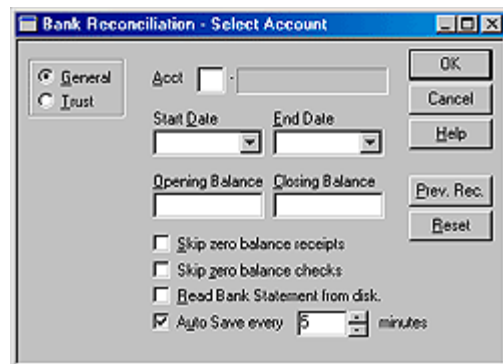 Bank Reconciliation - Select Account
General
Trust
Acct -
OK
Cancel
Help
Start Date End Date
Opening Balance Closing Balance
Prev. Rec.
Reset
Skip zero balance receipts
Skip zero balance checks
Read Bank Statement from disk.
Auto Save every 5 minutes